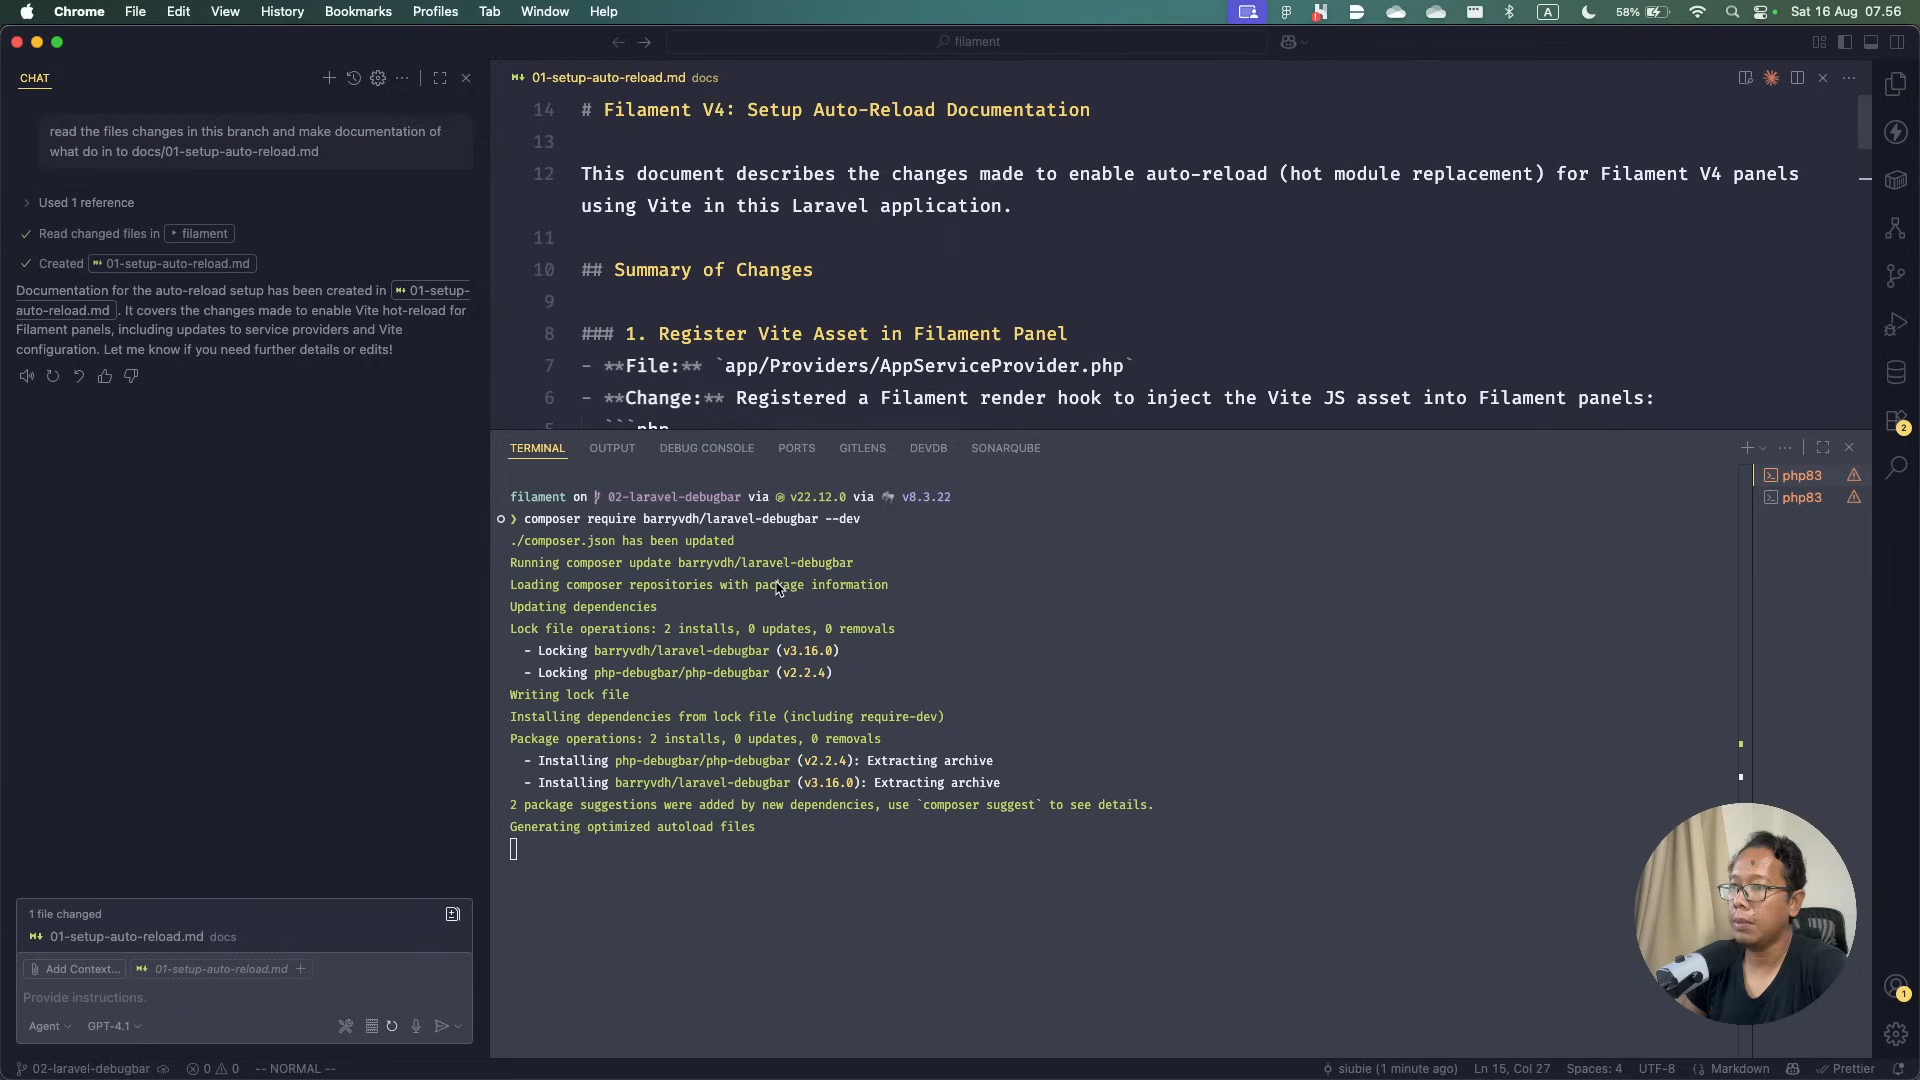 Chrome File Edit View History Bookmarks Profiles Tab Window Help
A 58% Sat 16 Aug 07.56
filament
CHAT
read the files changes in this branch and make documentation of
what do in to docs/01-setup-auto-reload.md
Used 1 reference
Read changed files in filament
Created 01-setup-auto-reload.md
Documentation for the auto-reload setup has been created in 01-setup-
auto-reload.md . It covers the changes made to enable Vite hot-reload for
Filament panels, including updates to service providers and Vite
configuration. Let me know if you need further details or edits!
1 file changed
01-setup-auto-reload.md docs
Add Context... 01-setup-auto-reload.md
Provide instructions.
Agent GPT-4.1
01-setup-auto-reload.md docs
14 # Filament V4: Setup Auto-Reload Documentation
13
12 This document describes the changes made to enable auto-reload (hot module replacement) for Filament V4 panels
using Vite in this Laravel application.
11
10 ## Summary of Changes
9
8 ### 1. Register Vite Asset in Filament Panel
7 - **File:** `app/Providers/AppServiceProvider.php`
6 - **Change:** Registered a Filament render hook to inject the Vite JS asset into Filament panels:
5 ```php
TERMINAL OUTPUT DEBUG CONSOLE PORTS GITLENS DEVDB SONARQUBE
filament on 02-laravel-debugbar via v22.12.0 via v8.3.22
❯ composer require barryvdh/laravel-debugbar --dev
./composer.json has been updated
Running composer update barryvdh/laravel-debugbar
Loading composer repositories with package information
Updating dependencies
Lock file operations: 2 installs, 0 updates, 0 removals
- Locking barryvdh/laravel-debugbar (v3.16.0)
- Locking php-debugbar/php-debugbar (v2.2.4)
Writing lock file
Installing dependencies from lock file (including require-dev)
Package operations: 2 installs, 0 updates, 0 removals
- Installing php-debugbar/php-debugbar (v2.2.4): Extracting archive
- Installing barryvdh/laravel-debugbar (v3.16.0): Extracting archive
2 package suggestions were added by new dependencies, use `composer suggest` to see details.
Generating optimized autoload files
php83
php83
2
1
02-laravel-debugbar 0 0 -- NORMAL --
siubie (1 minute ago) Ln 15, Col 27 Spaces: 4 UTF-8 Markdown Prettier